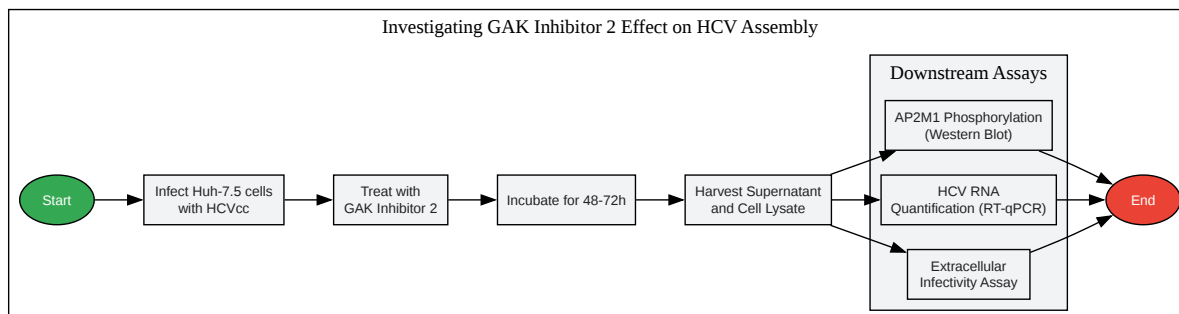 Investigating GAK Inhibitor 2 Effect on HCV Assembly
Downstream Assays
Start
Infect Huh-7.5 cells
with HCVcc
Treat with
GAK Inhibitor 2
Incubate for 48-72h
Harvest Supernatant
and Cell Lysate
AP2M1 Phosphorylation
(Western Blot)
HCV RNA
Quantification (RT-qPCR)
Extracellular
Infectivity Assay
End